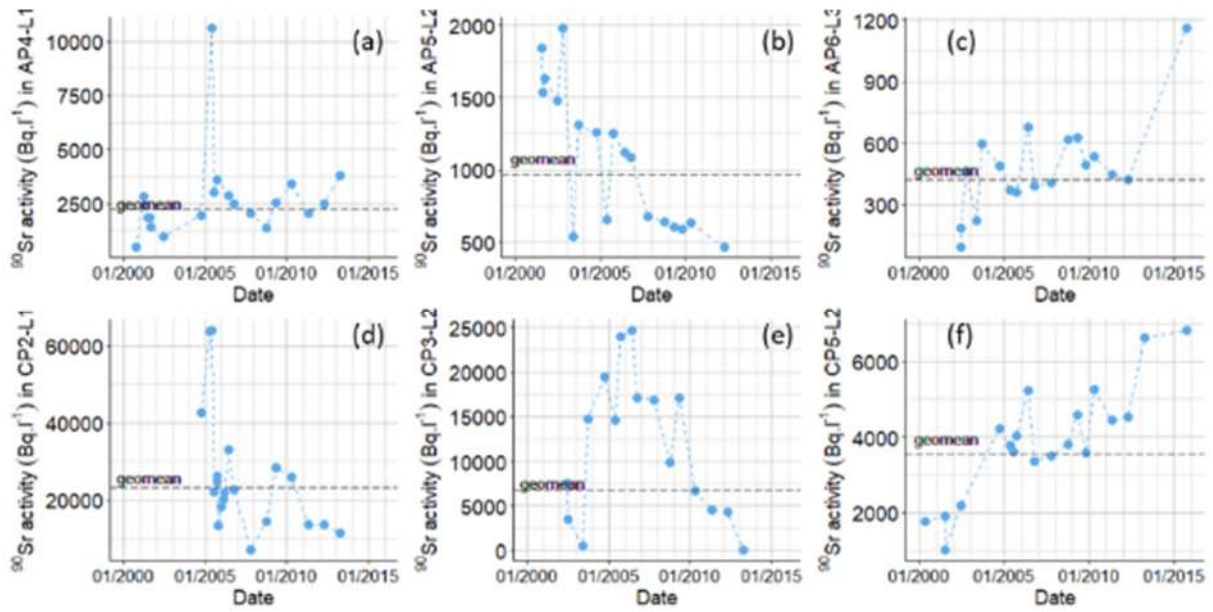 ⁹⁰Sr activity (Bq.l⁻¹) in AP4-L1
10000
7500
5000
2500
(a)
geomean
01/2000 01/2005 01/2010 01/2015
Date
⁹⁰Sr activity (Bq.l⁻¹) in AP5-L2
2000
1500
1000
500
(b)
geomean
01/2000 01/2005 01/2010 01/2015
Date
⁹⁰Sr activity (Bq.l⁻¹) in AP6-L3
1200
900
600
300
(c)
geomean
01/2000 01/2005 01/2010 01/2015
Date
⁹⁰Sr activity (Bq.l⁻¹) in CP2-L1
60000
40000
20000
(d)
geomean
01/2000 01/2005 01/2010 01/2015
Date
⁹⁰Sr activity (Bq.l⁻¹) in CP3-L2
25000
20000
15000
10000
5000
0
(e)
geomean
01/2000 01/2005 01/2010 01/2015
Date
⁹⁰Sr activity (Bq.l⁻¹) in CP5-L2
6000
4000
2000
(f)
geomean
01/2000 01/2005 01/2010 01/2015
Date